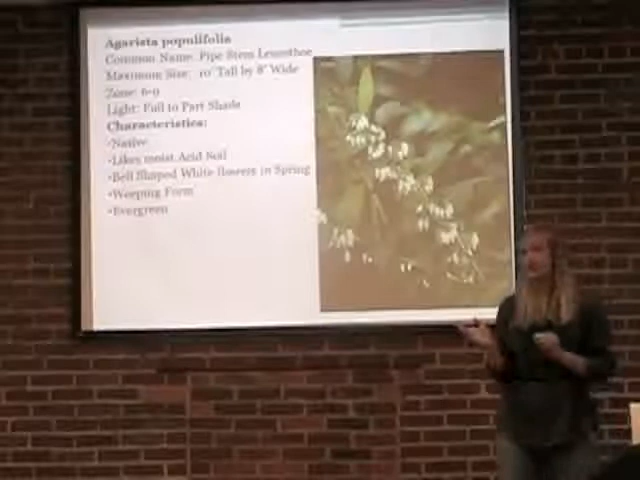 Agarista populifolia
Common Name: Pipe Stem Leucothoe
Maximum Size: 10' Tall by 8' Wide
Zone: 6-9
Light: Full to Part Shade
Characteristics:
•Native
•Likes moist Acid Soil
•Bell Shaped White flowers in Spring
•Weeping Form
•Evergreen